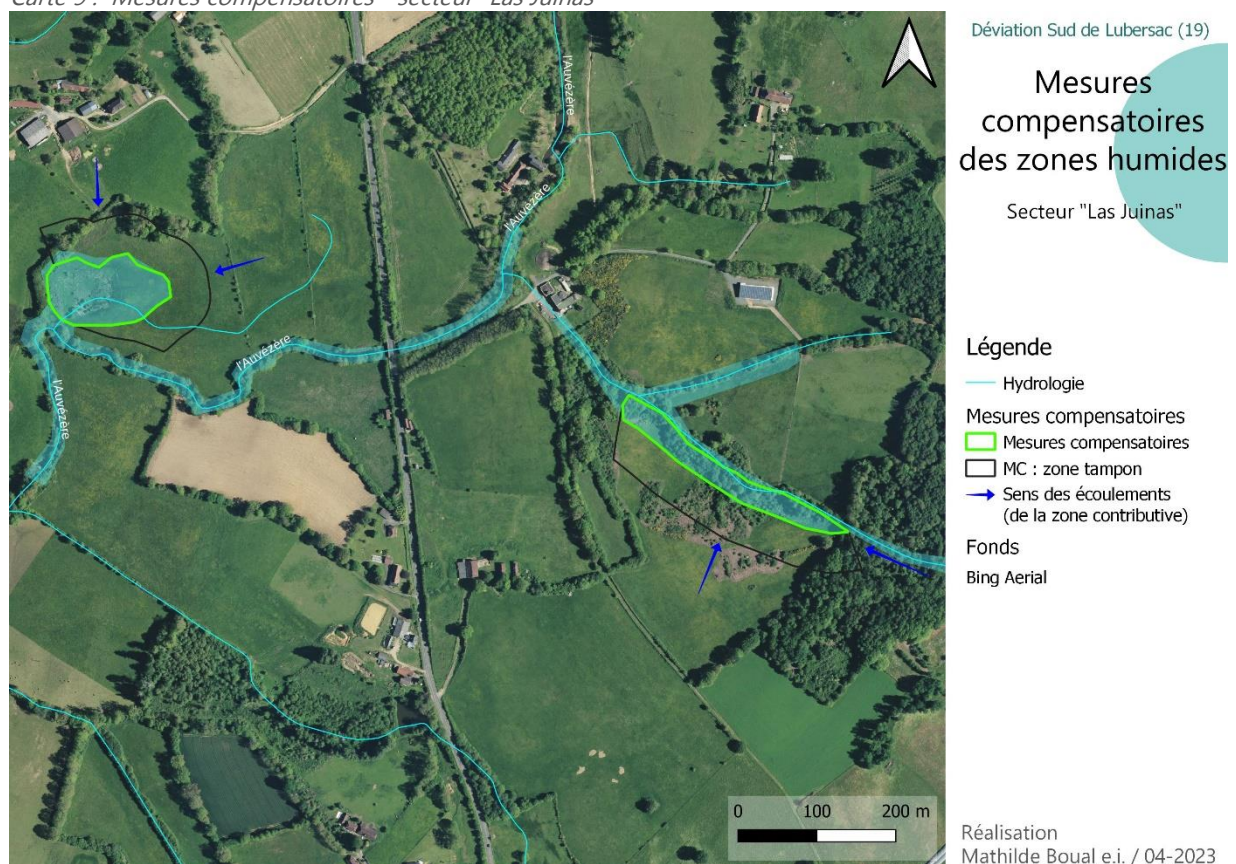 Carte 9 : Mesures compensatoires - secteur "Las Juinas"
l'Auvézère
l'Auvézère
l'Auvézère
l'Auvézère
0 100 200 m
Déviation Sud de Lubersac (19)
Mesures
compensatoires
des zones humides
Secteur "Las Juinas"
Légende
Hydrologie
Mesures compensatoires
Mesures compensatoires
MC : zone tampon
Sens des écoulements
(de la zone contributive)
Fonds
Bing Aerial
Réalisation
Mathilde Boual e.i. / 04-2023